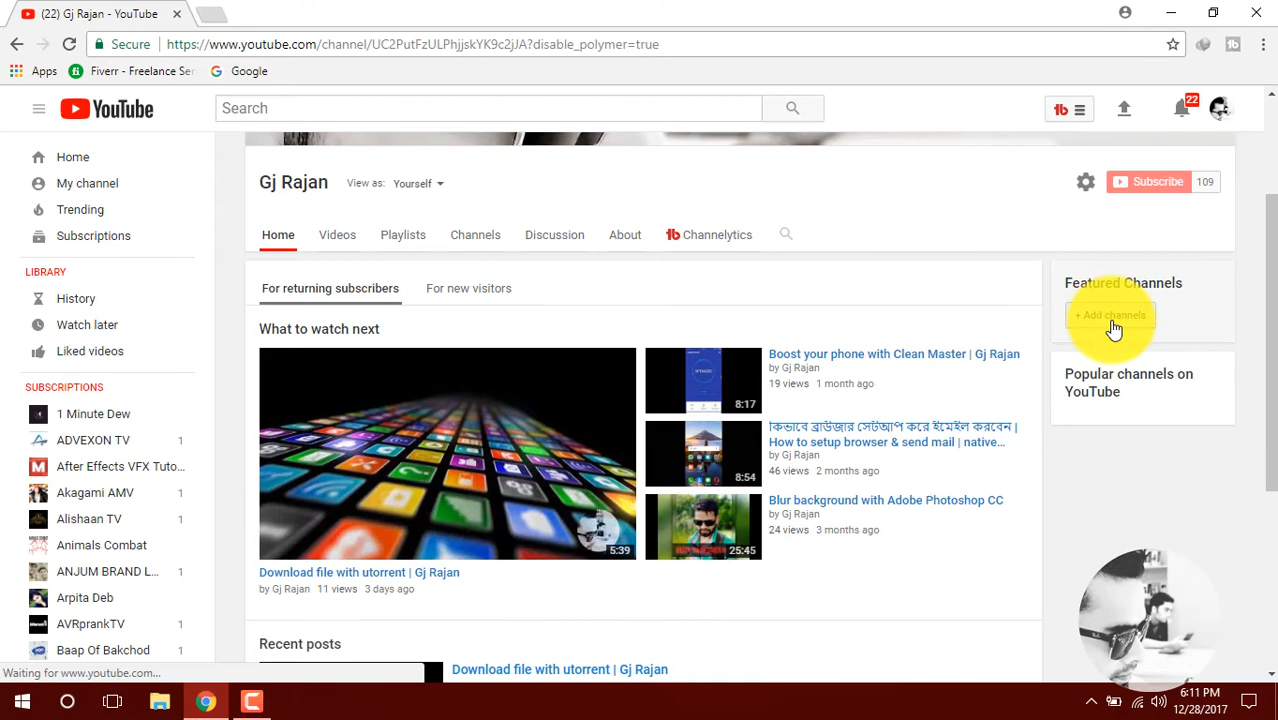 (22) Gj Rajan - YouTube
Secure
https://www.youtube.com/channel/UC2PutFzULPhjjskYK9c2jJA?disable_polymer=true
Apps
Fiverr - Freelance Ser
Google
YouTube
Search
22
Home
My channel
Trending
Subscriptions
LIBRARY
History
Watch later
Liked videos
SUBSCRIPTIONS
1 Minute Dew
ADVEXON TV 1
After Effects VFX Tuto...
Akagami AMV 1
Alishaan TV 1
Animals Combat
ANJUM BRAND L... 1
Arpita Deb
AVRprankTV 1
Baap Of Bakchod
Gj Rajan
View as: Yourself
Subscribe 109
Home Videos Playlists Channels Discussion About Channelytics
For returning subscribers For new visitors
What to watch next
5:39
Download file with utorrent | Gj Rajan
by Gj Rajan 11 views 3 days ago
8:17
Boost your phone with Clean Master | Gj Rajan
by Gj Rajan
19 views 1 month ago
8:54
কিভাবে ব্রাউজার সেটআপ করে ইমেইল করবেন |
How to setup browser & send mail | native...
by Gj Rajan
46 views 2 months ago
25:45
Blur background with Adobe Photoshop CC
by Gj Rajan
24 views 3 months ago
Recent posts
Download file with utorrent | Gj Rajan
Featured Channels
+ Add channels
Popular channels on
YouTube
Waiting for www.youtube.com...
6:11 PM
12/28/2017